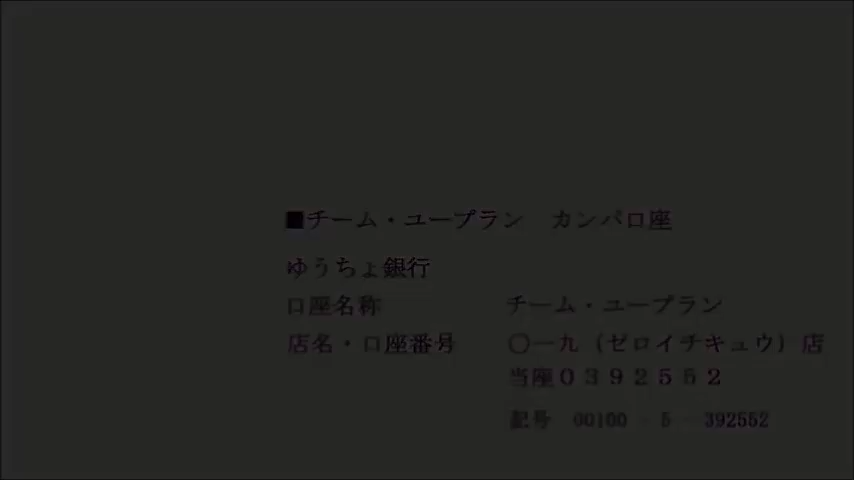 ■チーム・ユープラン　カンパ口座
ゆうちょ銀行
口座名称　チーム・ユープラン
店名・口座番号　〇一九（ゼロイチキュウ）店
当座０３９２５５２
記号　00100 - 5 - 392552